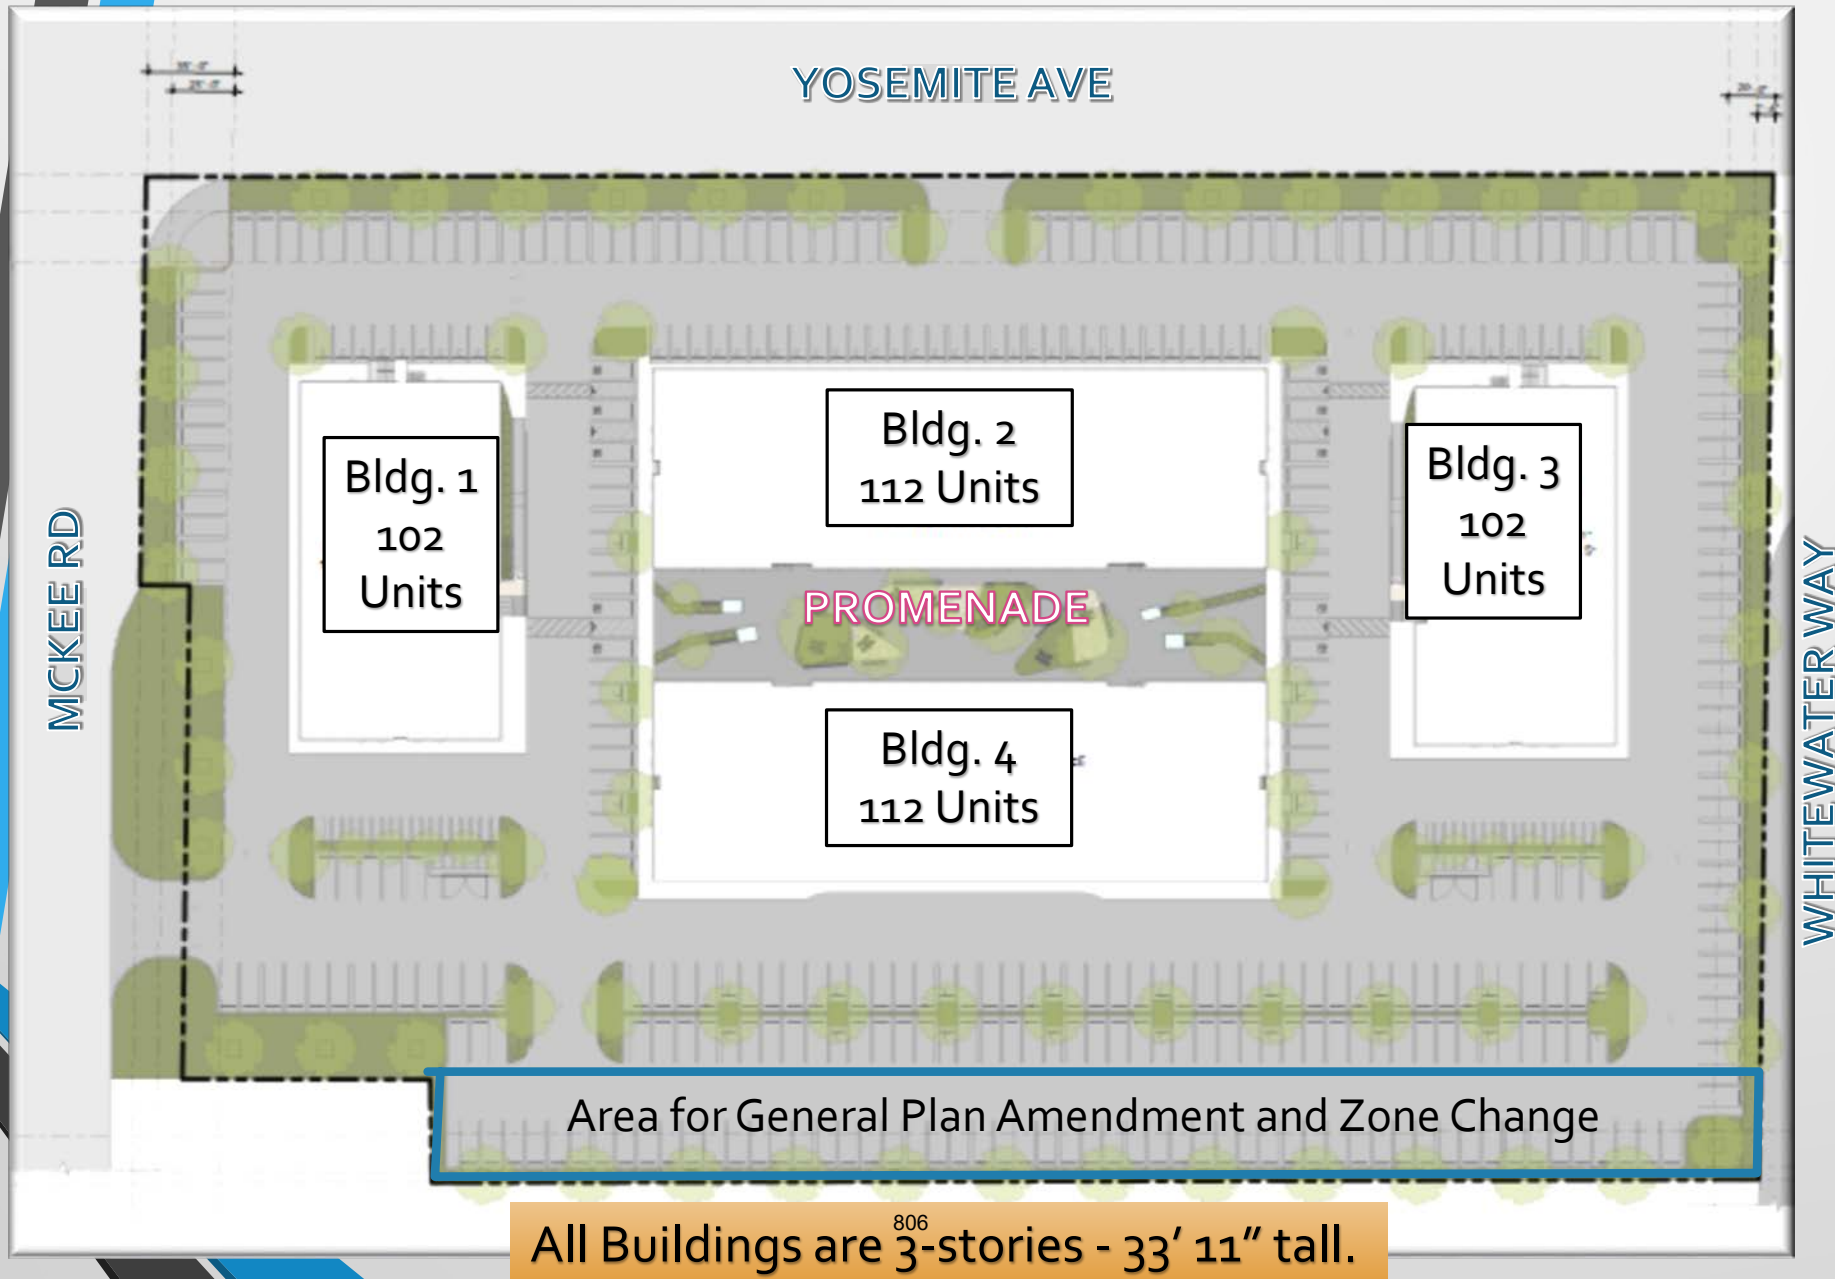 YOSEMITE AVE
MCKEE RD
WHITEWATER WAY
Bldg. 1
102
Units
Bldg. 2
112 Units
Bldg. 3
102
Units
PROMENADE
Bldg. 4
112 Units
Area for General Plan Amendment and Zone Change
806
All Buildings are 3-stories - 33' 11" tall.